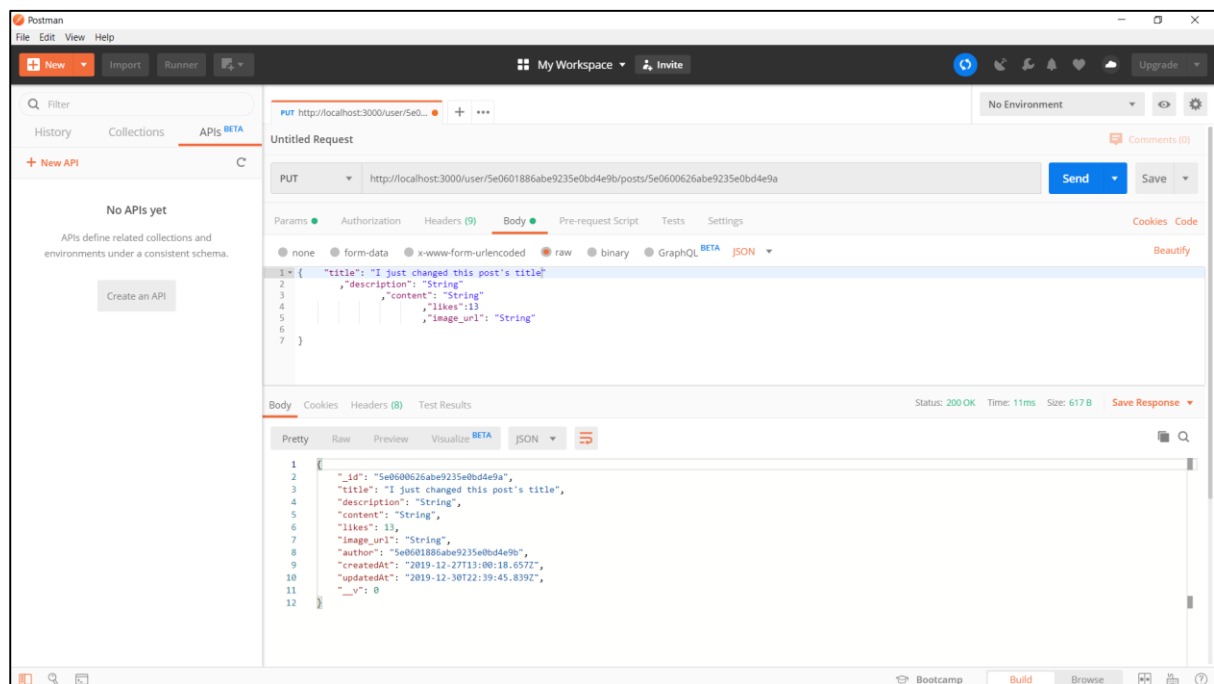 Postman
File Edit View Help
New Import Runner My Workspace Invite Upgrade
Filter
History Collections APIs BETA
+ New API
No APIs yet
APIs define related collections and
environments under a consistent schema.
Create an API
PUT http://localhost:3000/user/5e0... + ••• No Environment
Untitled Request Comments (0)
PUT http://localhost:3000/user/5e0601886abe9235e0bd4e9b/posts/5e0600626abe9235e0bd4e9a Send Save
Params Authorization Headers (9) Body Pre-request Script Tests Settings Cookies Code
none form-data x-www-form-urlencoded raw binary GraphQL BETA JSON Beautify
1 { "title": "I just changed this post's title"
2 ,"description": "String"
3 ,"content": "String"
4 ,"likes":13
5 ,"image_url": "String"
6
7 }
Body Cookies Headers (8) Test Results Status: 200 OK Time: 11ms Size: 617 B Save Response
Pretty Raw Preview Visualize BETA JSON
1 {
2 "_id": "5e0600626abe9235e0bd4e9a",
3 "title": "I just changed this post's title",
4 "description": "String",
5 "content": "String",
6 "likes": 13,
7 "image_url": "String",
8 "author": "5e0601886abe9235e0bd4e9b",
9 "createdAt": "2019-12-27T13:00:18.657Z",
10 "updatedAt": "2019-12-30T22:39:45.839Z",
11 "__v": 0
12 }
Bootcamp Build Browse